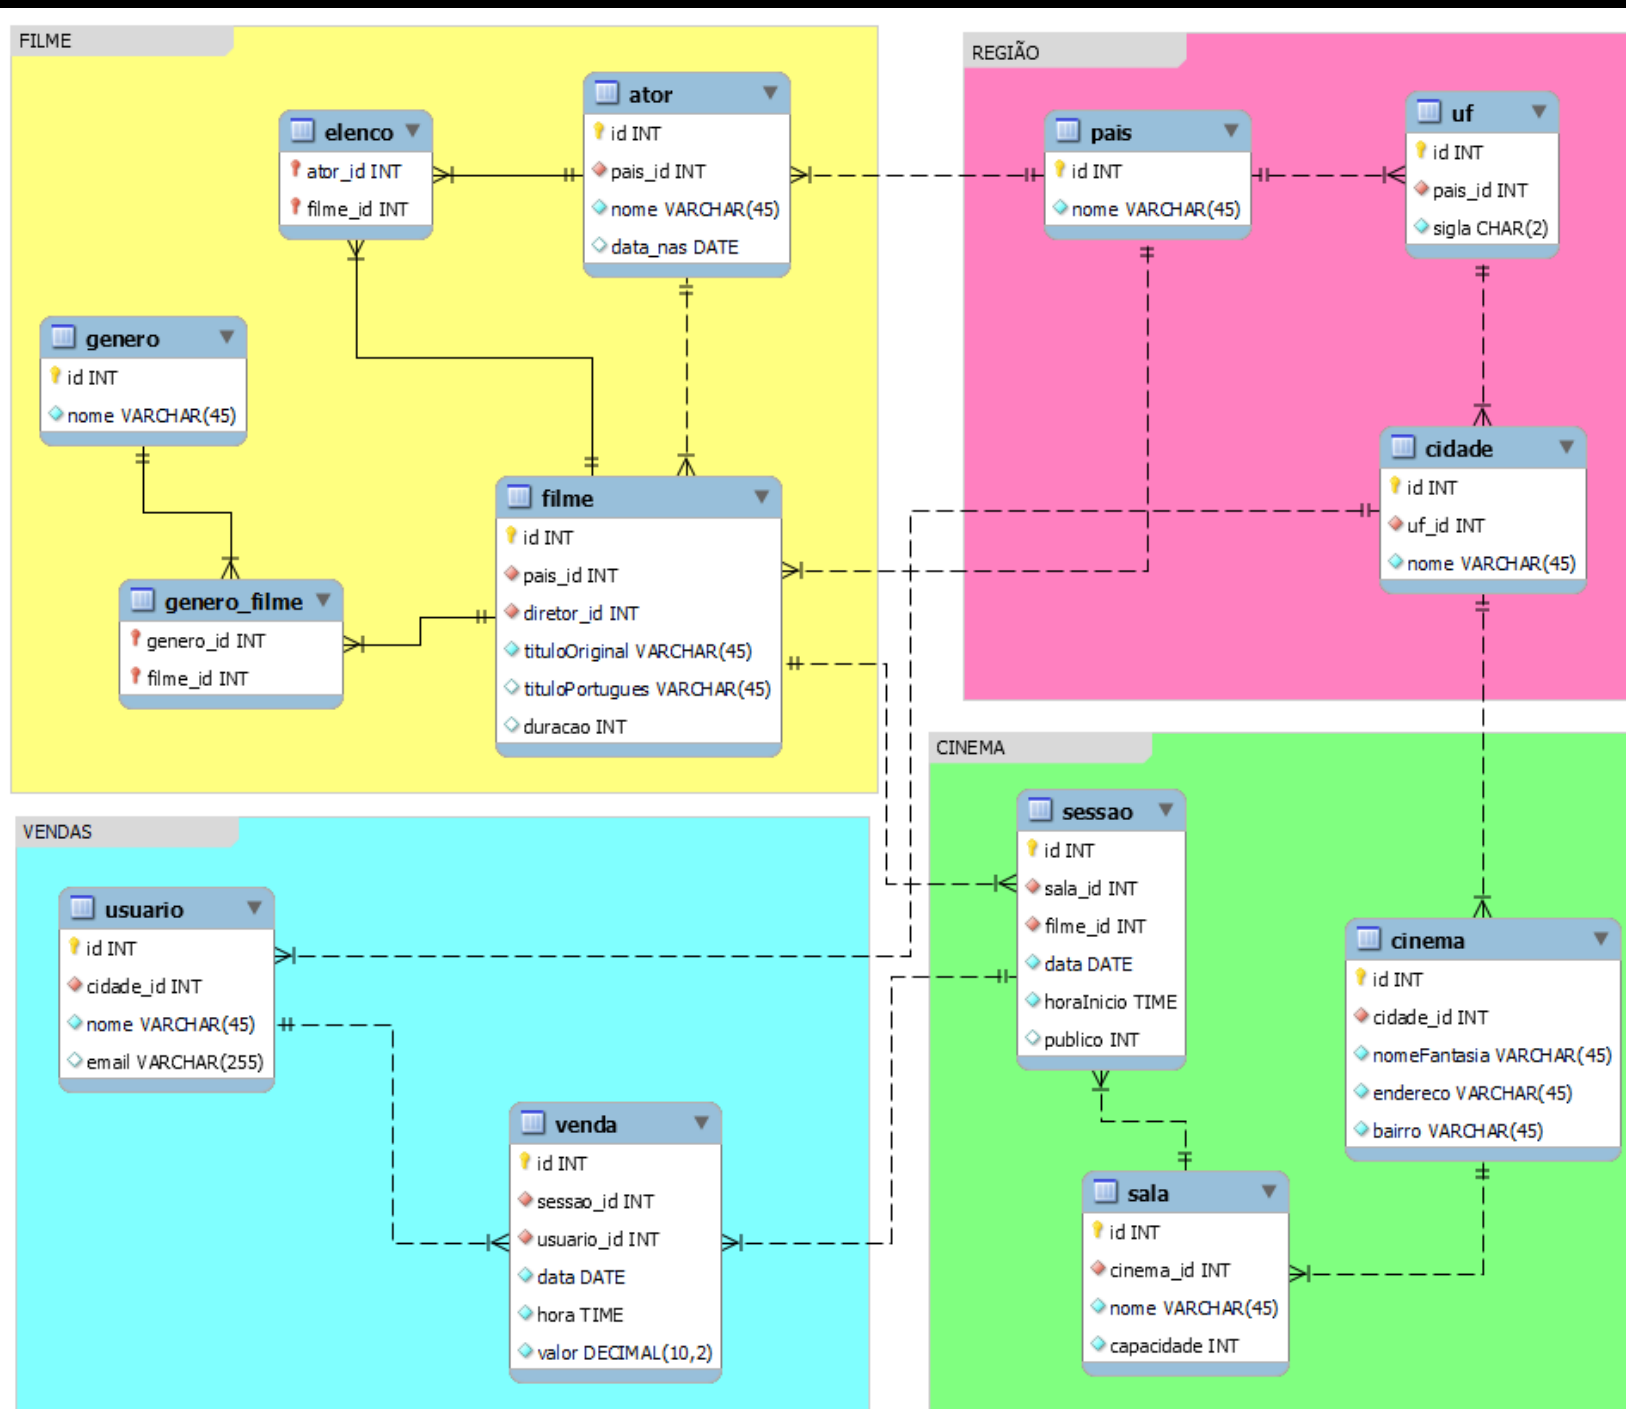 FILME
elenco
ator_id INT
filme_id INT
ator
id INT
pais_id INT
nome VARCHAR(45)
data_nas DATE
genero
id INT
nome VARCHAR(45)
genero_filme
genero_id INT
filme_id INT
filme
id INT
pais_id INT
diretor_id INT
tituloOriginal VARCHAR(45)
tituloPortugues VARCHAR(45)
duracao INT
REGIÃO
pais
id INT
nome VARCHAR(45)
uf
id INT
pais_id INT
sigla CHAR(2)
cidade
id INT
uf_id INT
nome VARCHAR(45)
VENDAS
usuario
id INT
cidade_id INT
nome VARCHAR(45)
email VARCHAR(255)
venda
id INT
sessao_id INT
usuario_id INT
data DATE
hora TIME
valor DECIMAL(10,2)
CINEMA
sessao
id INT
sala_id INT
filme_id INT
data DATE
horaInicio TIME
publico INT
cinema
id INT
cidade_id INT
nomeFantasia VARCHAR(45)
endereco VARCHAR(45)
bairro VARCHAR(45)
sala
id INT
cinema_id INT
nome VARCHAR(45)
capacidade INT